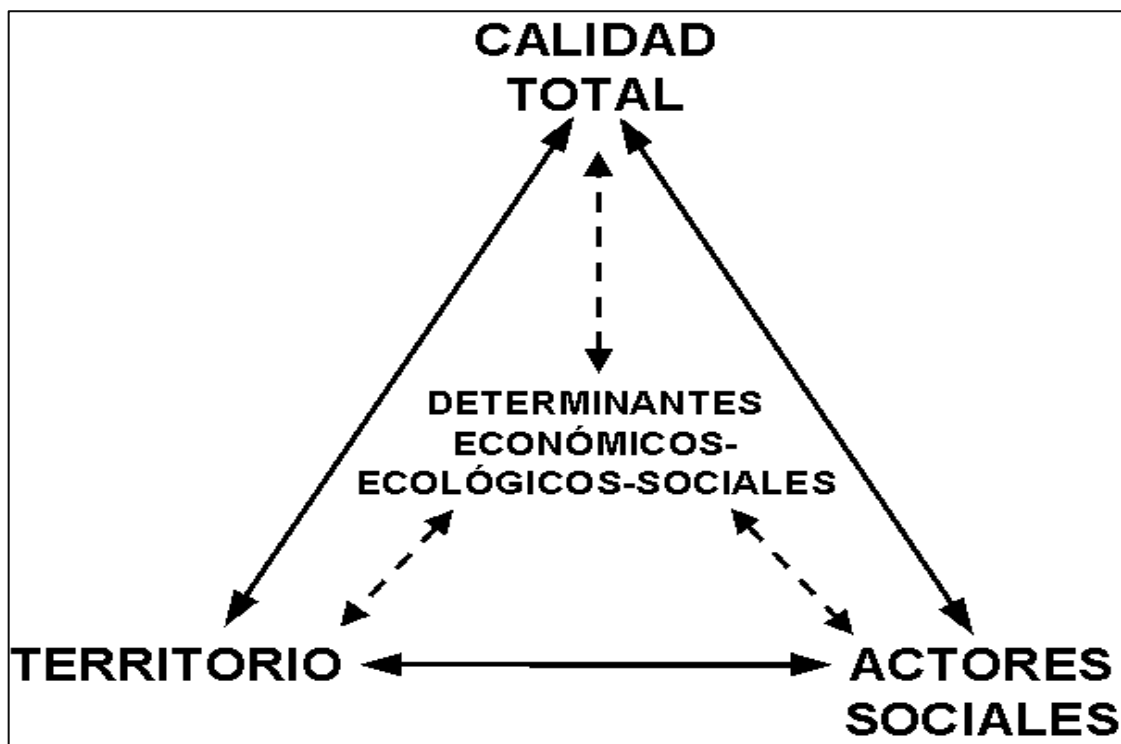 CALIDAD
TOTAL
DETERMINANTES
ECONÓMICOS-
ECOLÓGICOS-SOCIALES
TERRITORIO
ACTORES
SOCIALES